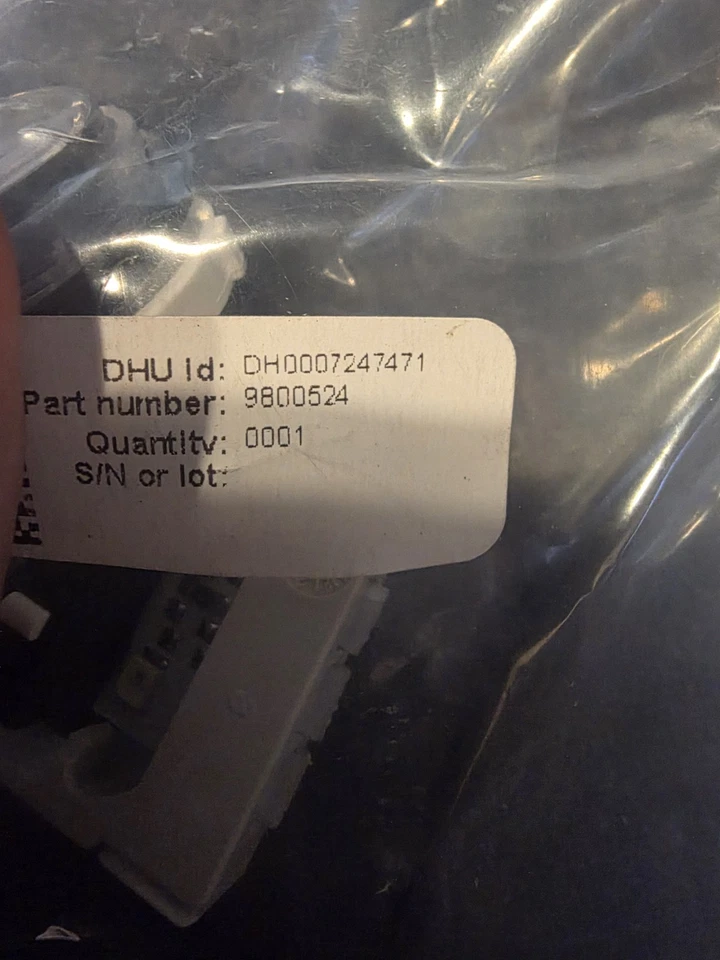 DHU Id: DH0007247471
Part number: 9800524
Quantity: 0001
S/N or lot: